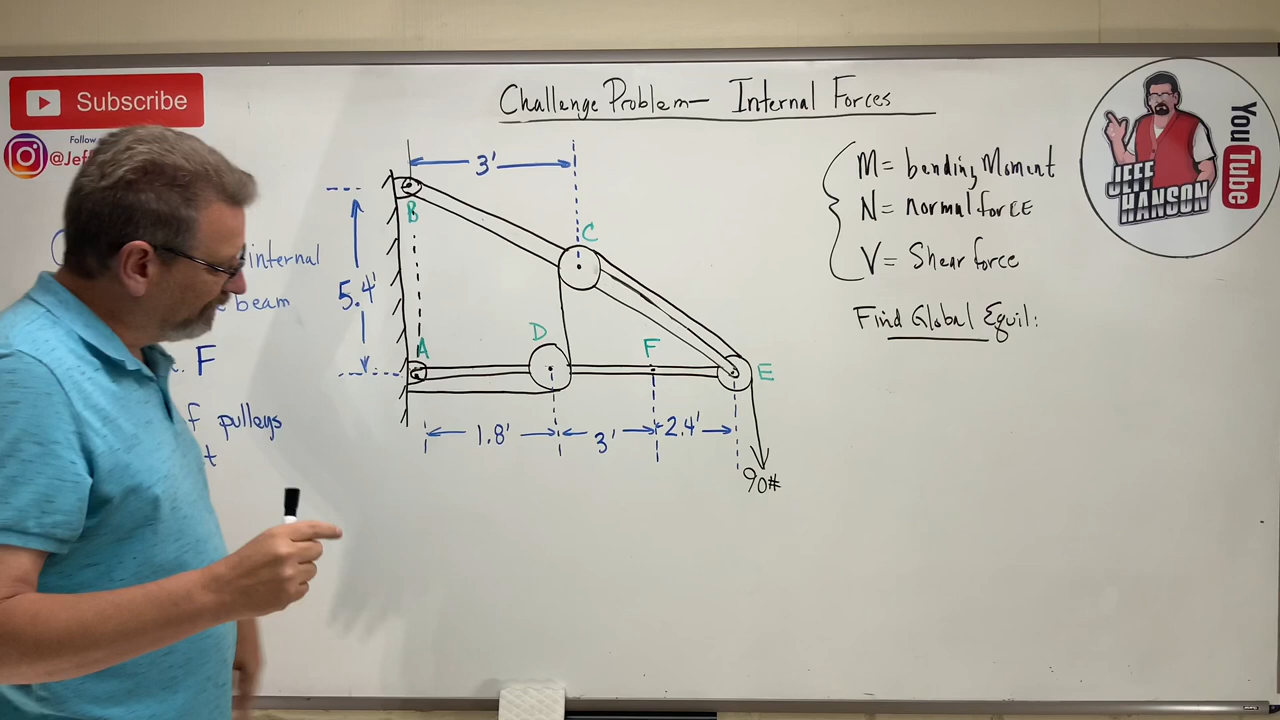 Subscribe
Challenge Problem— Internal Forces
Follow
@Jef
YouTube
JEFF
HANSON
M = bending Moment
N = normal forcE
V = Shear force
Find Global Equil:
3'
B
C
internal
5.4'
beam
D
A
F
E
F
f pulleys
1.8'
3'
2.4'
t
90#